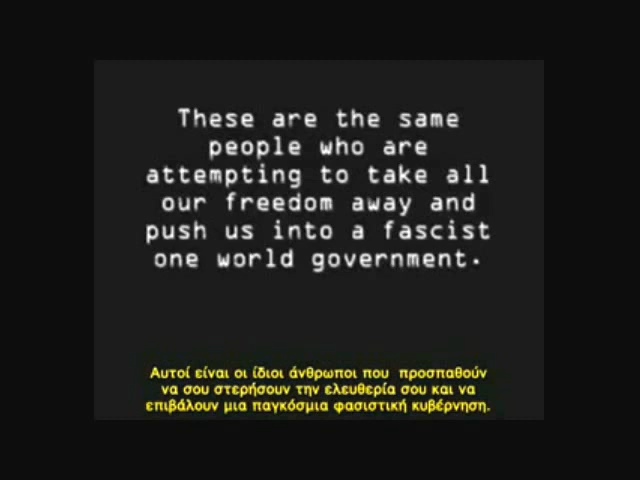 These are the same
people who are
attempting to take all
our freedom away and
push us into a fascist
one world government.
Αυτοί είναι οι ίδιοι άνθρωποι που προσπαθούν
να σου στερήσουν την ελευθερία σου και να
επιβάλουν μια παγκόσμια φασιστική κυβέρνηση.